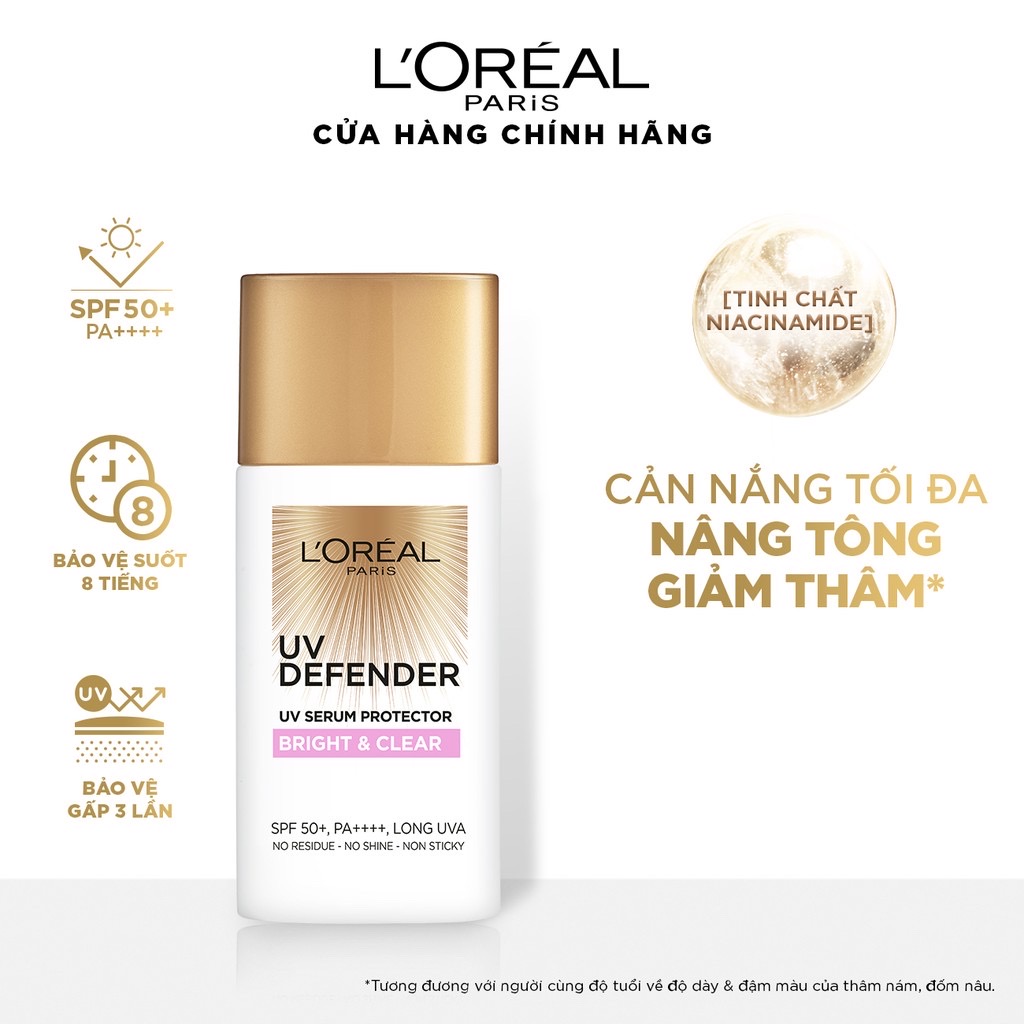 L'ORÉAL
PARiS
CỬA HÀNG CHÍNH HÃNG
SPF 50+
PA++++
8
BẢO VỆ SUỐT
8 TIẾNG
UV
BẢO VỆ
GẤP 3 LẦN
L'ORÉAL
PARiS
UV
DEFENDER
UV SERUM PROTECTOR
BRIGHT & CLEAR
SPF 50+, PA++++, LONG UVA
NO RESIDUE - NO SHINE - NON STICKY
[TINH CHẤT
NIACINAMIDE]
CẢN NẮNG TỐI ĐA
NÂNG TÔNG
GIẢM THÂM*
*Tương đương với người cùng độ tuổi về độ dày & đậm màu của thâm nám, đốm nâu.